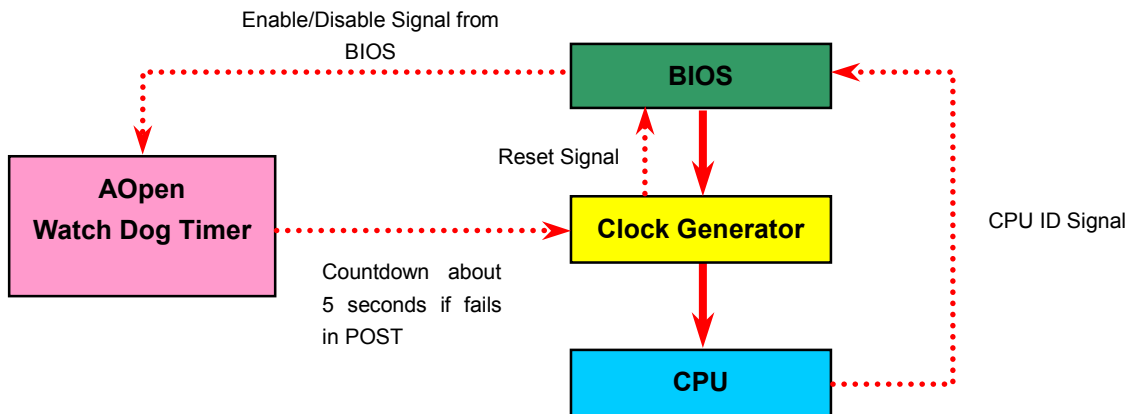 Enable/Disable Signal from
BIOS
BIOS
Reset Signal
AOpen
Watch Dog Timer
Clock Generator
CPU ID Signal
Countdown about
5 seconds if fails
in POST
CPU